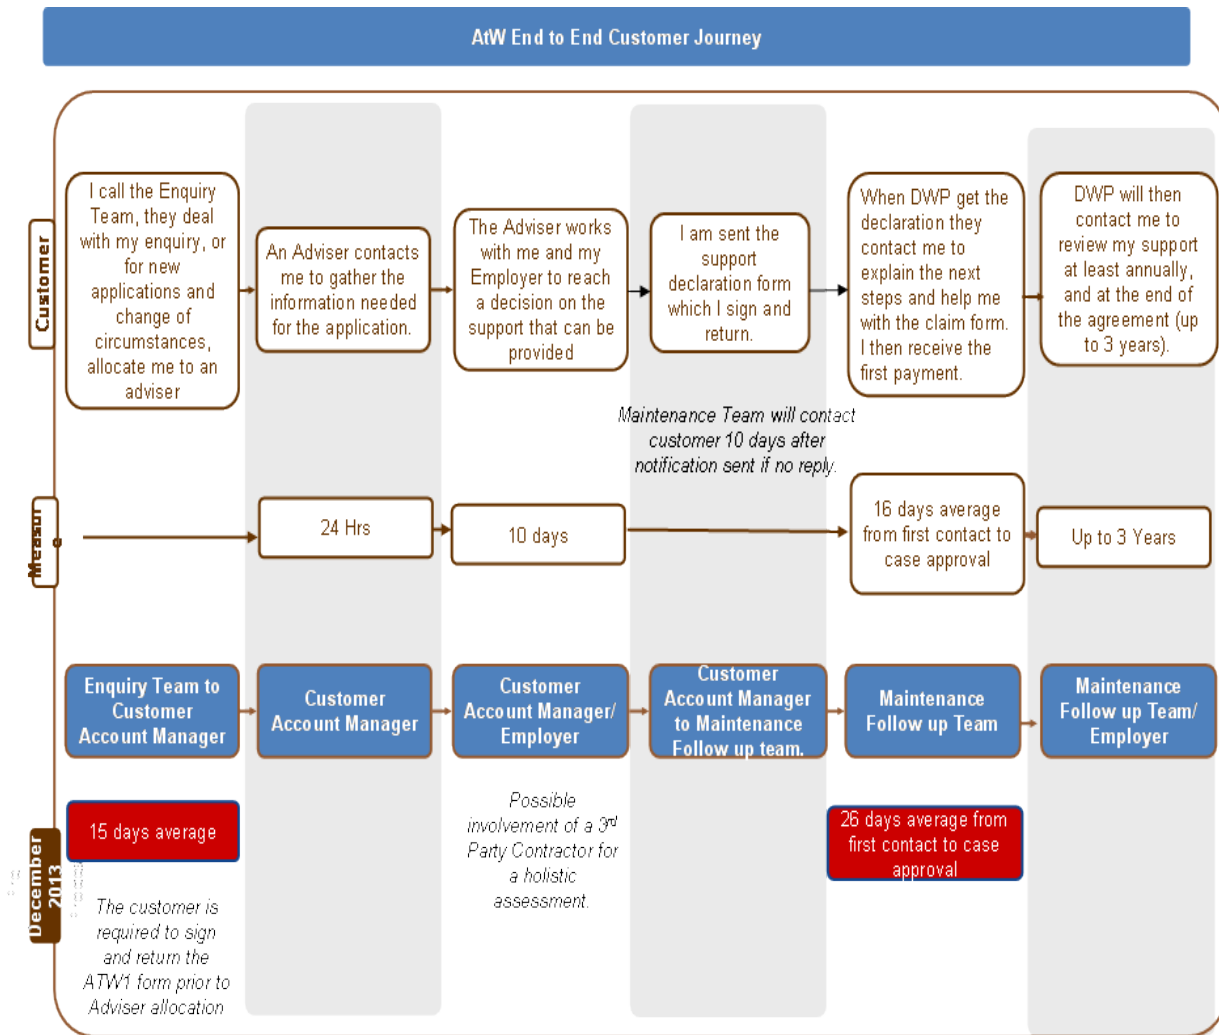 AtW End to End Customer Journey
Customer
I call the Enquiry
Team, they deal
with my enquiry, or
for new
applications and
change of
circumstances,
allocate me to an
adviser
An Adviser contacts
me to gather the
information needed
for the application.
The Adviser works
with me and my
Employer to reach
a decision on the
support that can be
provided
I am sent the
support
declaration form
which I sign and
return.
When DWP get the
declaration they
contact me to
explain the next
steps and help me
with the claim form.
I then receive the
first payment.
DWP will then
contact me to
review my support
at least annually,
and at the end of
the agreement (up
to 3 years).
Maintenance Team will contact
customer 10 days after
notification sent if no reply.
Measur
e
24 Hrs
10 days
16 days average
from first contact to
case approval
Up to 3 Years
Enquiry Team to
Customer
Account Manager
Customer
Account Manager
Customer
Account Manager/
Employer
Customer
Account Manager
to Maintenance
Follow up team.
Maintenance
Follow up Team
Maintenance
Follow up Team/
Employer
December
2013
15 days average
The customer is
required to sign
and return the
ATW1 form prior to
Adviser allocation
Possible
involvement of a 3rd
Party Contractor for
a holistic
assessment.
26 days average from
first contact to case
approval